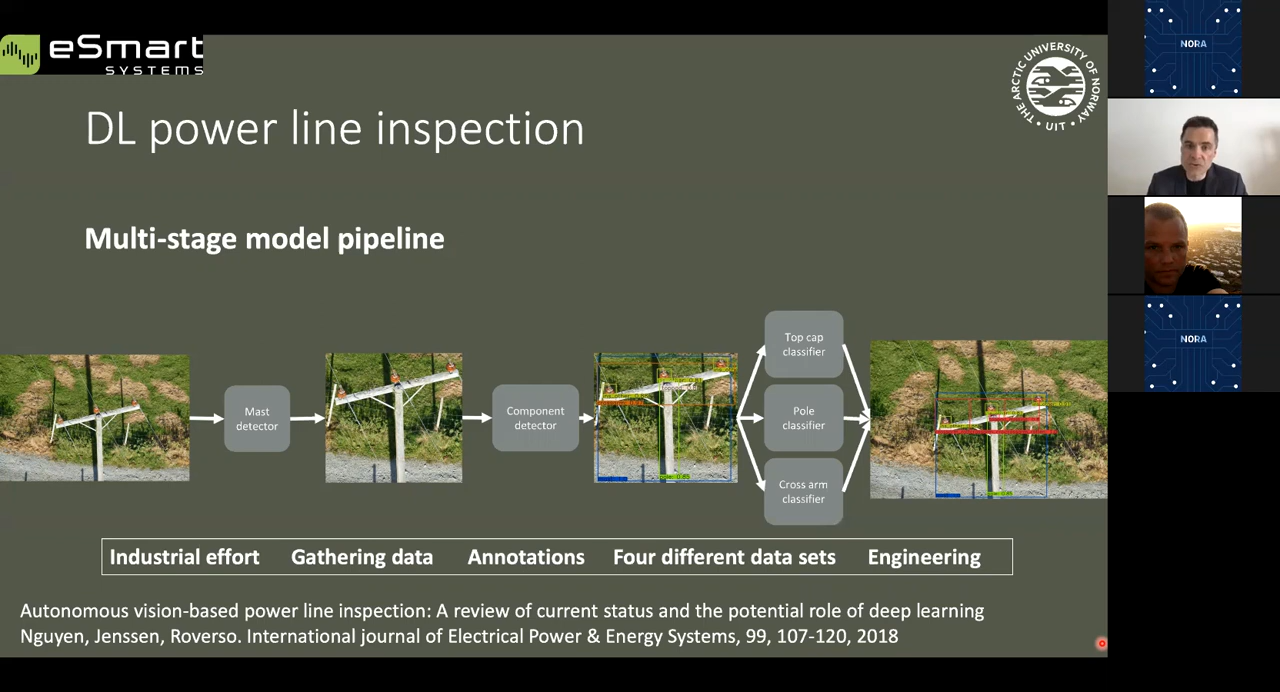 eSmart
SYSTEMS
THE ARCTIC UNIVERSITY OF NORWAY
UIT
DL power line inspection
Multi-stage model pipeline
Mast
detector
Component
detector
Top cap
classifier
Pole
classifier
Cross arm
classifier
Industrial effort Gathering data Annotations Four different data sets Engineering
Autonomous vision-based power line inspection: A review of current status and the potential role of deep learning
Nguyen, Jenssen, Roverso. International journal of Electrical Power & Energy Systems, 99, 107-120, 2018
NORA
NORA